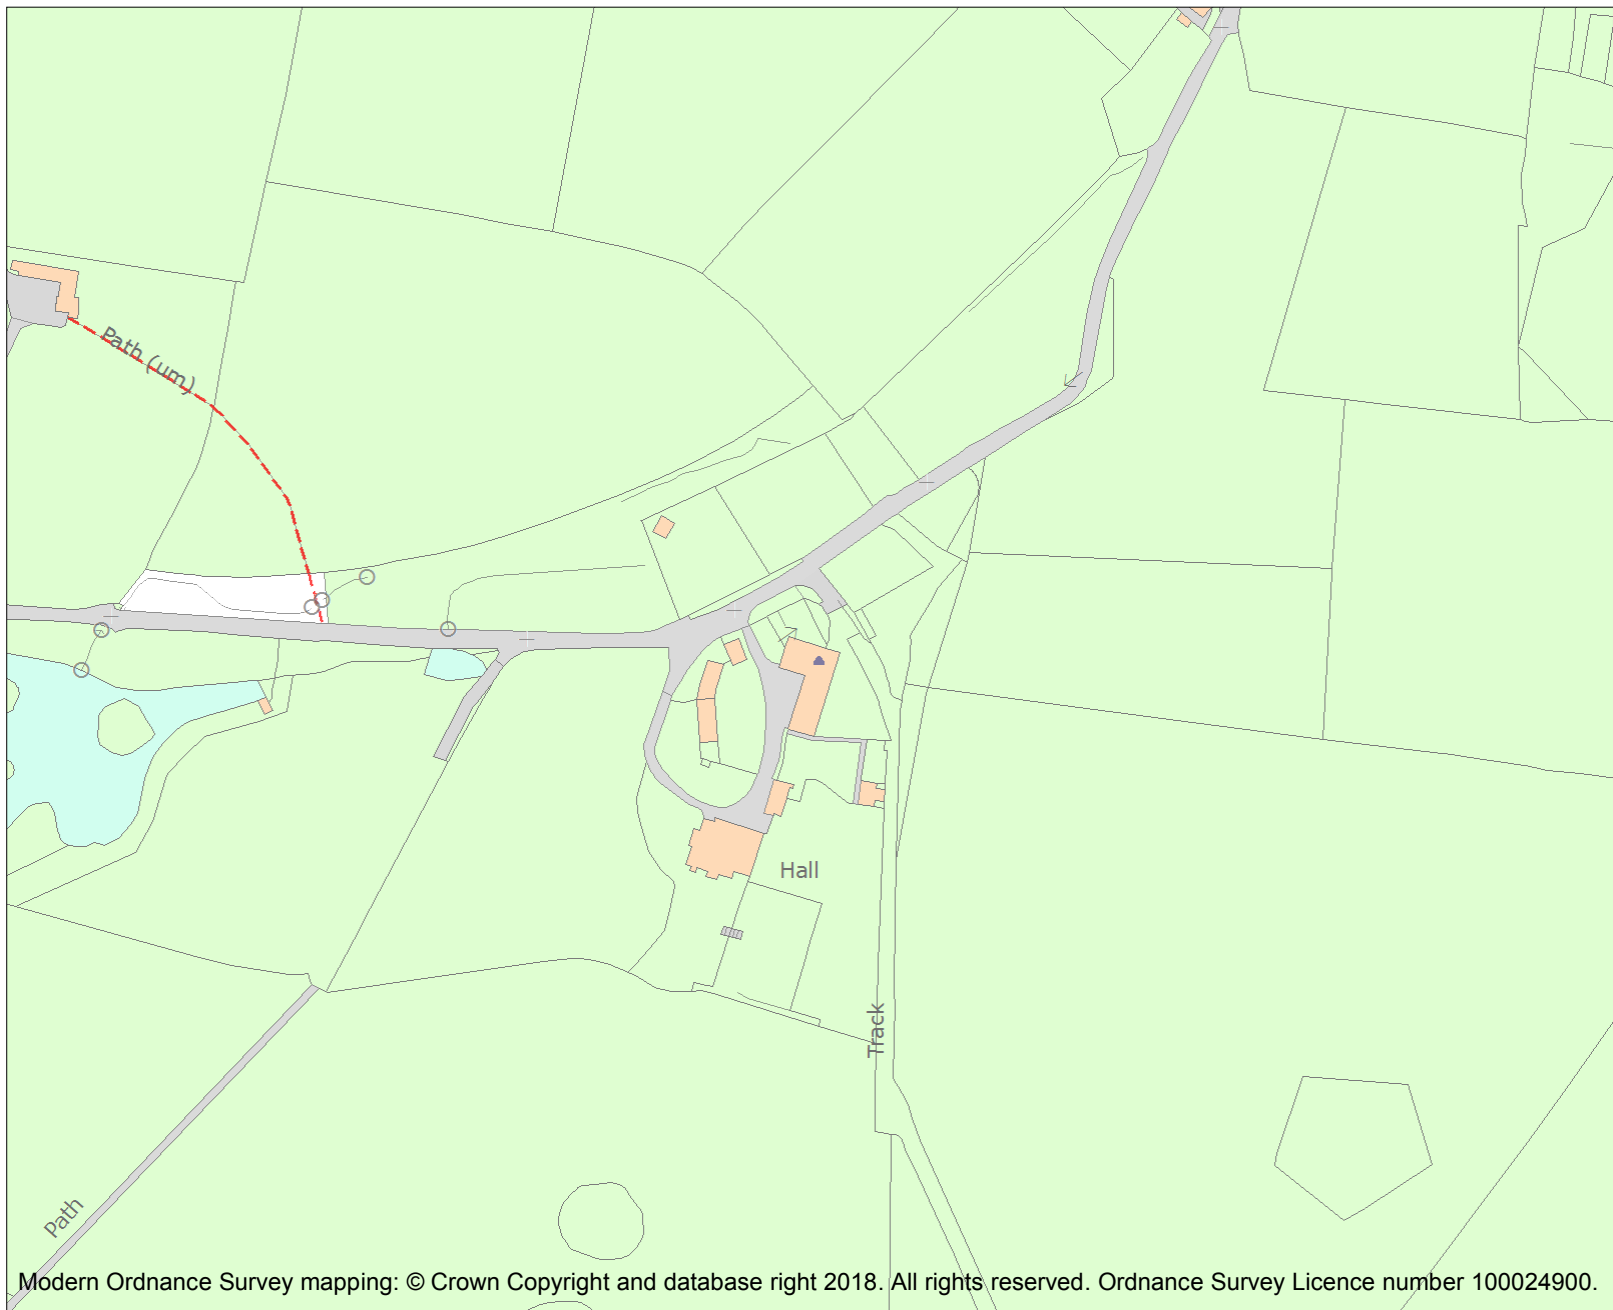 Path (um)
Hall
Track
Path
Modern Ordnance Survey mapping: © Crown Copyright and database right 2018. All rights reserved. Ordnance Survey Licence number 100024900.